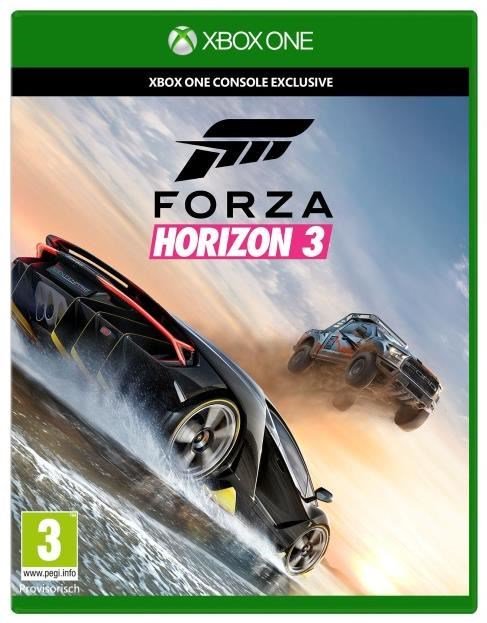 XBOX ONE
XBOX ONE CONSOLE EXCLUSIVE
FORZA
HORIZON 3
3
www.pegi.info
Provisorisch